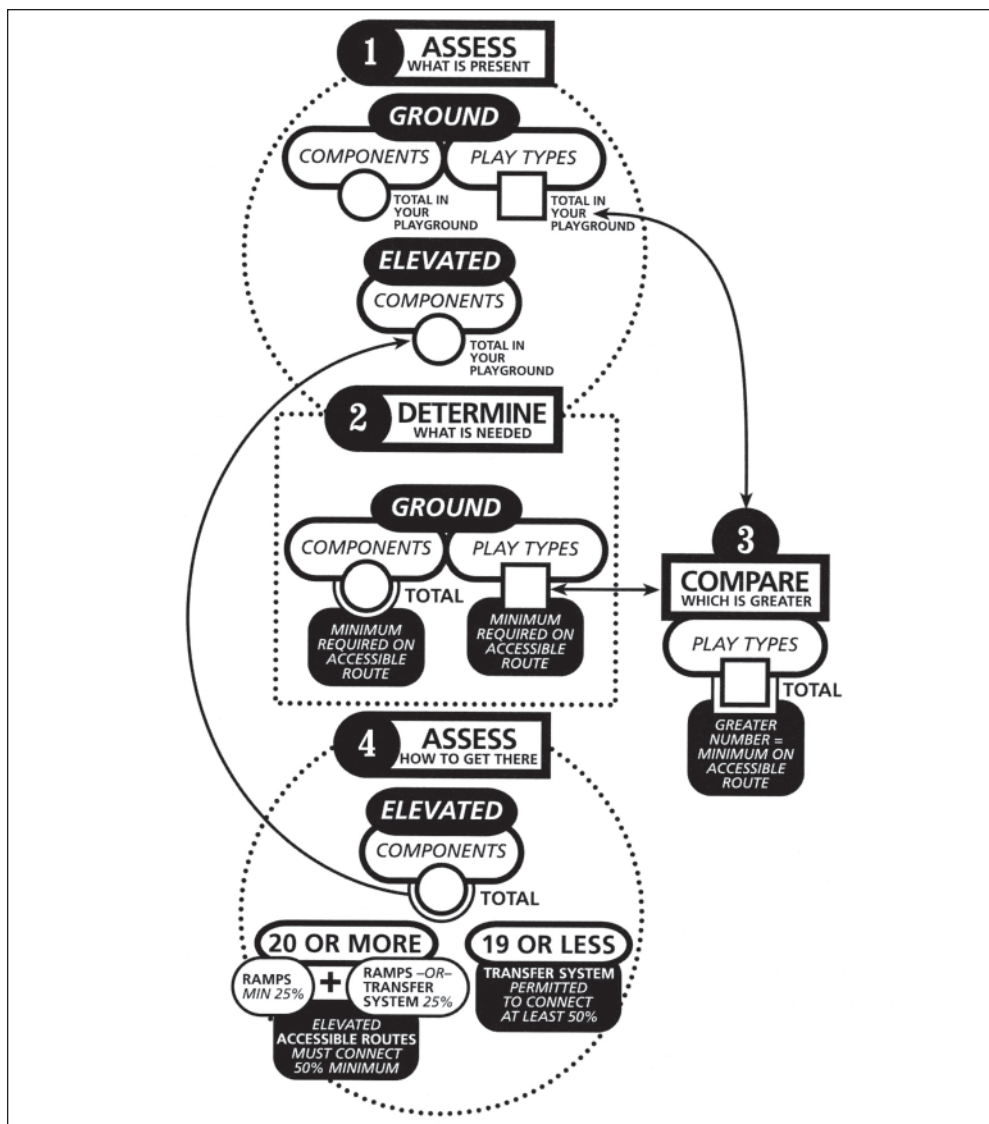 1
ASSESS
WHAT IS PRESENT
GROUND
COMPONENTS
PLAY TYPES
TOTAL IN
YOUR
PLAYGROUND
TOTAL IN
YOUR
PLAYGROUND
ELEVATED
COMPONENTS
TOTAL IN
YOUR
PLAYGROUND
2
DETERMINE
WHAT IS NEEDED
GROUND
COMPONENTS
PLAY TYPES
TOTAL
MINIMUM
REQUIRED ON
ACCESSIBLE
ROUTE
MINIMUM
REQUIRED ON
ACCESSIBLE
ROUTE
3
COMPARE
WHICH IS GREATER
PLAY TYPES
TOTAL
GREATER
NUMBER =
MINIMUM ON
ACCESSIBLE
ROUTE
4
ASSESS
HOW TO GET THERE
ELEVATED
COMPONENTS
TOTAL
20 OR MORE
RAMPS
MIN 25%
+
RAMPS –OR–
TRANSFER
SYSTEM 25%
ELEVATED
ACCESSIBLE ROUTES
MUST CONNECT
50% MINIMUM
19 OR LESS
TRANSFER SYSTEM
PERMITTED
TO CONNECT
AT LEAST 50%